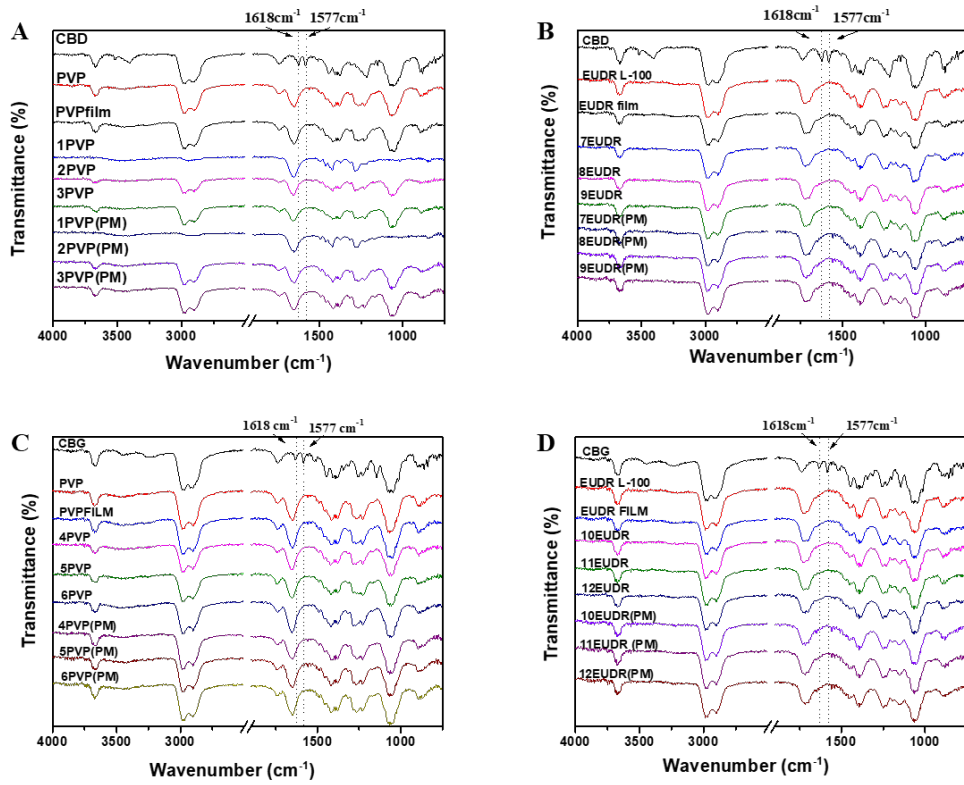 1618cm-1 1577cm-1
A
CBD
PVP
PVPfilm
1PVP
2PVP
3PVP
1PVP(PM)
2PVP(PM)
3PVP(PM)
Transmittance (%)
4000 3000 1500 1000
Wavenumber (cm-1)
1618cm-1 1577cm-1
B
CBD
EUDR L-100
EUDR film
7EUDR
8EUDR
9EUDR
7EUDR(PM)
8EUDR(PM)
9EUDR(PM)
Transmittance (%)
4000 3000 1500 1000
Wavenumber (cm-1)
1618 cm-1 1577 cm-1
C
CBG
PVP
PVPFILM
4PVP
5PVP
6PVP
4PVP(PM)
5PVP(PM)
6PVP(PM)
Transmittance (%)
4000 3000 1500 1000
Wavenumber (cm-1)
1618cm-1 1577cm-1
D
CBG
EUDR L-100
EUDR FILM
10EUDR
11EUDR
12EUDR
10EUDR(PM)
11EUDR (PM)
12EUDR(PM)
Transmittance (%)
4000 3000 1500 1000
Wavenumber (cm-1)